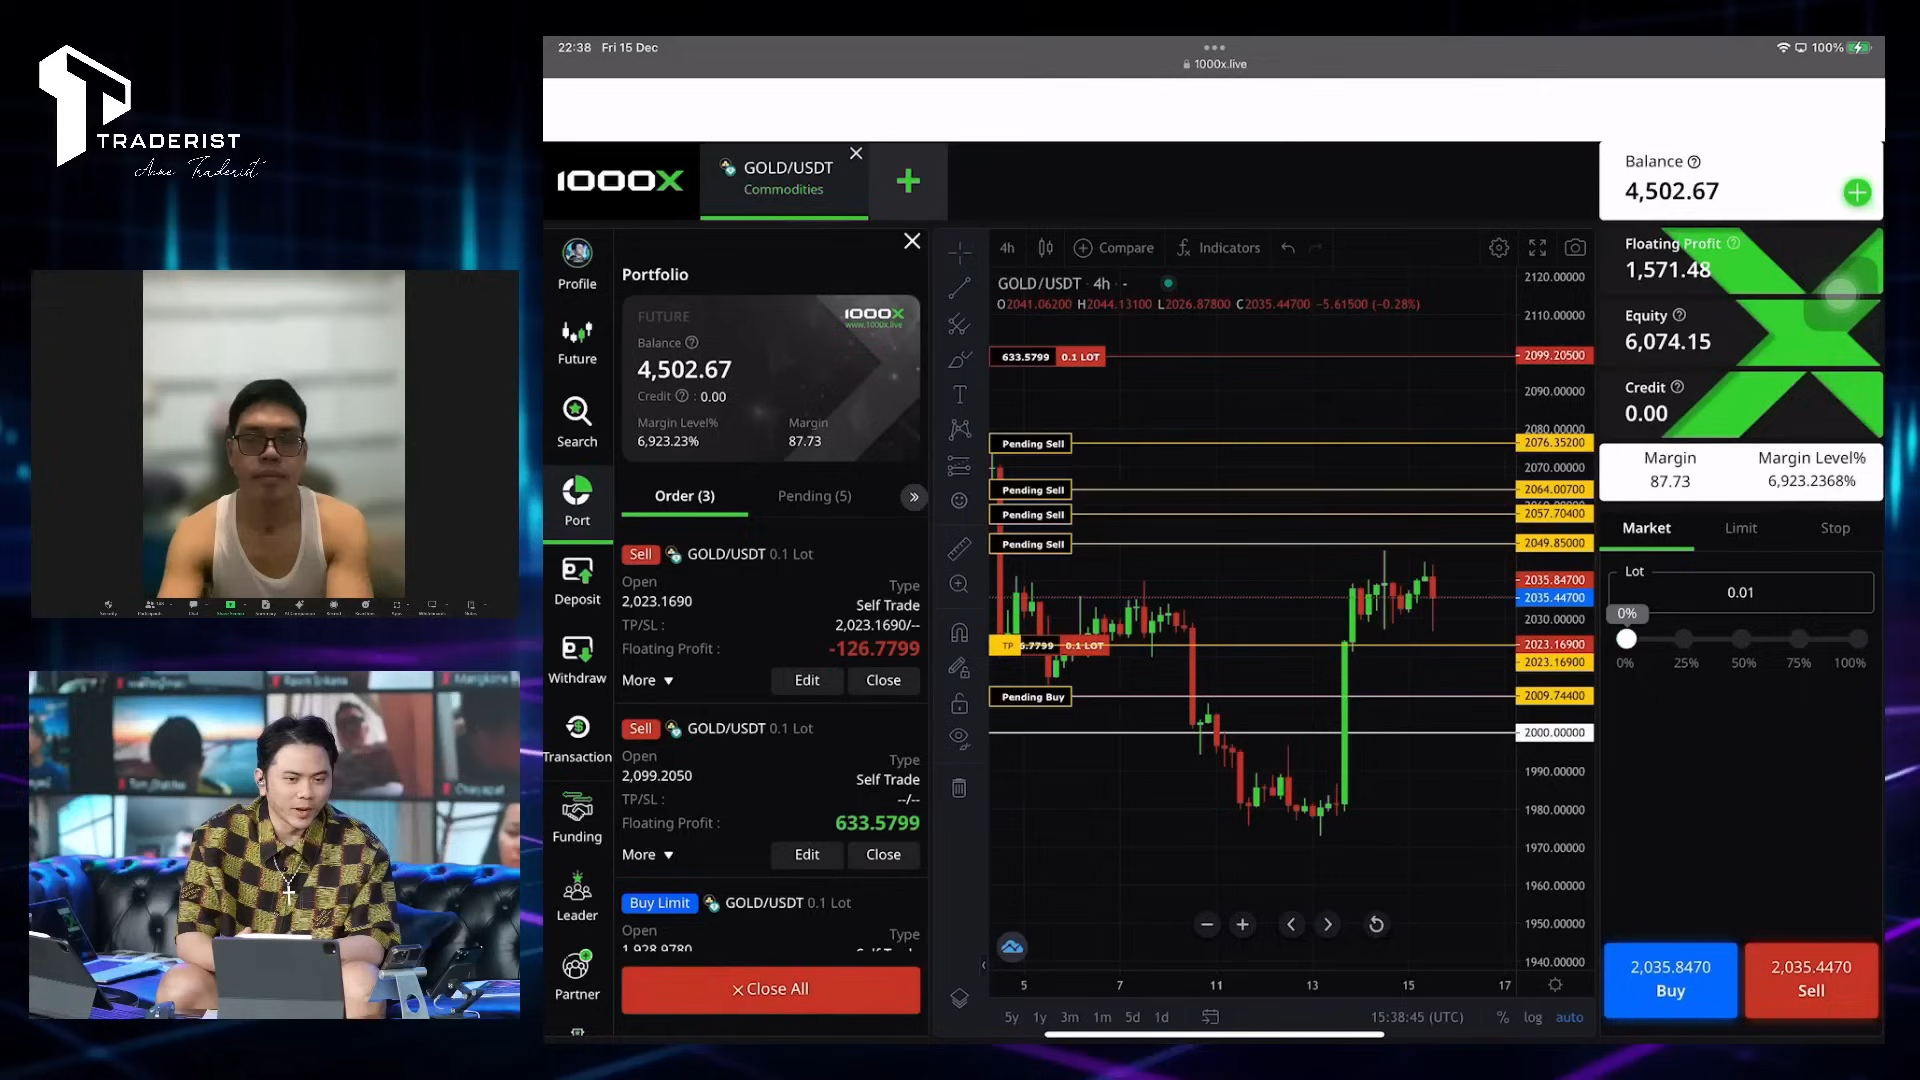 TRADERIST
Anne Traderist
22:38 Fri 15 Dec
1000x.live
100%
1000X
GOLD/USDT
Commodities
Balance
4,502.67
Floating Profit
1,571.48
Equity
6,074.15
Credit
0.00
Margin
87.73
Margin Level%
6,923.2368%
Market
Limit
Stop
Lot
0.01
0%
0%
25%
50%
75%
100%
2,035.8470
Buy
2,035.4470
Sell
Profile
Future
Search
Port
Deposit
Withdraw
Transaction
Funding
Leader
Partner
Portfolio
FUTURE
1000X
www.1000x.live
Balance
4,502.67
Credit : 0.00
Margin Level%
6,923.23%
Margin
87.73
Order (3)
Pending (5)
Sell GOLD/USDT 0.1 Lot
Open
2,023.1690
Type
Self Trade
TP/SL :
2,023.1690/--
Floating Profit :
-126.7799
More
Edit
Close
Sell GOLD/USDT 0.1 Lot
Open
2,099.2050
Type
Self Trade
TP/SL :
--/--
Floating Profit :
633.5799
More
Edit
Close
Buy Limit GOLD/USDT 0.1 Lot
Open
Type
1,928.9780
Close All
4h
Compare
Indicators
GOLD/USDT · 4h · -
O2041.06200 H2044.13100 L2026.87800 C2035.44700 -5.61500 (-0.28%)
633.5799 0.1 LOT
Pending Sell
Pending Sell
Pending Sell
Pending Sell
TP 6.7799 0.1 LOT
Pending Buy
2120.00000
2110.00000
2099.20500
2090.00000
2080.00000
2076.35200
2070.00000
2064.00700
2057.70400
2049.85000
2035.84700
2035.44700
2030.00000
2023.16900
2023.16900
2009.74400
2000.00000
1990.00000
1980.00000
1970.00000
1960.00000
1950.00000
1940.00000
5 7 11 13 15 17
5y 1y 3m 1m 5d 1d
15:38:45 (UTC)
% log auto